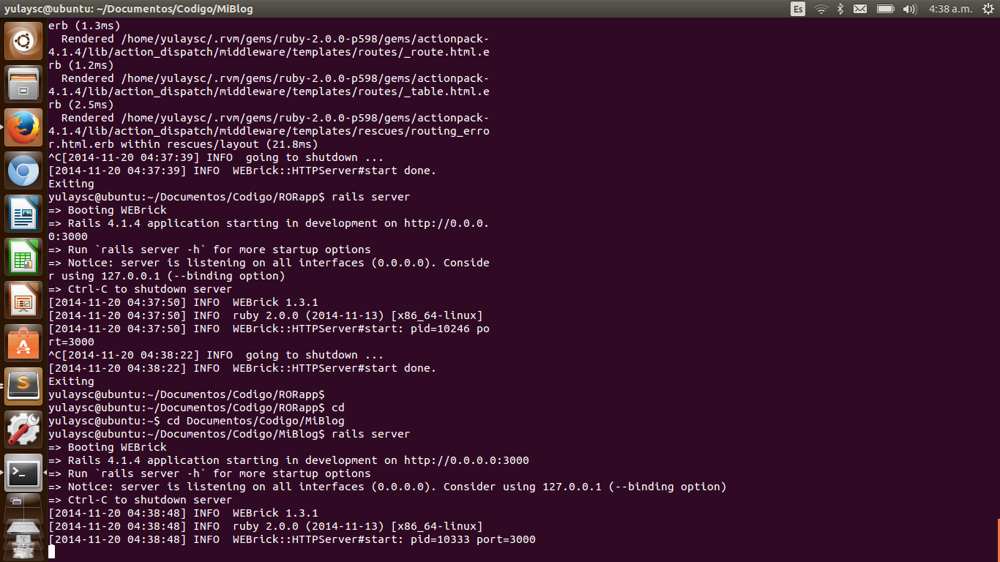 yulaysc@ubuntu: ~/Documentos/Codigo/MiBlog
Es
4:38 a.m.
erb (1.3ms)
  Rendered /home/yulaysc/.rvm/gems/ruby-2.0.0-p598/gems/actionpack-
4.1.4/lib/action_dispatch/middleware/templates/routes/_route.html.e
rb (1.2ms)
  Rendered /home/yulaysc/.rvm/gems/ruby-2.0.0-p598/gems/actionpack-
4.1.4/lib/action_dispatch/middleware/templates/routes/_table.html.e
rb (2.5ms)
  Rendered /home/yulaysc/.rvm/gems/ruby-2.0.0-p598/gems/actionpack-
4.1.4/lib/action_dispatch/middleware/templates/rescues/routing_erro
r.html.erb within rescues/layout (21.8ms)
^C[2014-11-20 04:37:39] INFO  going to shutdown ...
[2014-11-20 04:37:39] INFO  WEBrick::HTTPServer#start done.
Exiting
yulaysc@ubuntu:~/Documentos/Codigo/RORapp$ rails server
=> Booting WEBrick
=> Rails 4.1.4 application starting in development on http://0.0.0.
0:3000
=> Run `rails server -h` for more startup options
=> Notice: server is listening on all interfaces (0.0.0.0). Conside
r using 127.0.0.1 (--binding option)
=> Ctrl-C to shutdown server
[2014-11-20 04:37:50] INFO  WEBrick 1.3.1
[2014-11-20 04:37:50] INFO  ruby 2.0.0 (2014-11-13) [x86_64-linux]
[2014-11-20 04:37:50] INFO  WEBrick::HTTPServer#start: pid=10246 po
rt=3000
^C[2014-11-20 04:38:22] INFO  going to shutdown ...
[2014-11-20 04:38:22] INFO  WEBrick::HTTPServer#start done.
Exiting
yulaysc@ubuntu:~/Documentos/Codigo/RORapp$
yulaysc@ubuntu:~/Documentos/Codigo/RORapp$ cd
yulaysc@ubuntu:~$ cd Documentos/Codigo/MiBlog
yulaysc@ubuntu:~/Documentos/Codigo/MiBlog$ rails server
=> Booting WEBrick
=> Rails 4.1.4 application starting in development on http://0.0.0.0:3000
=> Run `rails server -h` for more startup options
=> Notice: server is listening on all interfaces (0.0.0.0). Consider using 127.0.0.1 (--binding option)
=> Ctrl-C to shutdown server
[2014-11-20 04:38:48] INFO  WEBrick 1.3.1
[2014-11-20 04:38:48] INFO  ruby 2.0.0 (2014-11-13) [x86_64-linux]
[2014-11-20 04:38:48] INFO  WEBrick::HTTPServer#start: pid=10333 port=3000